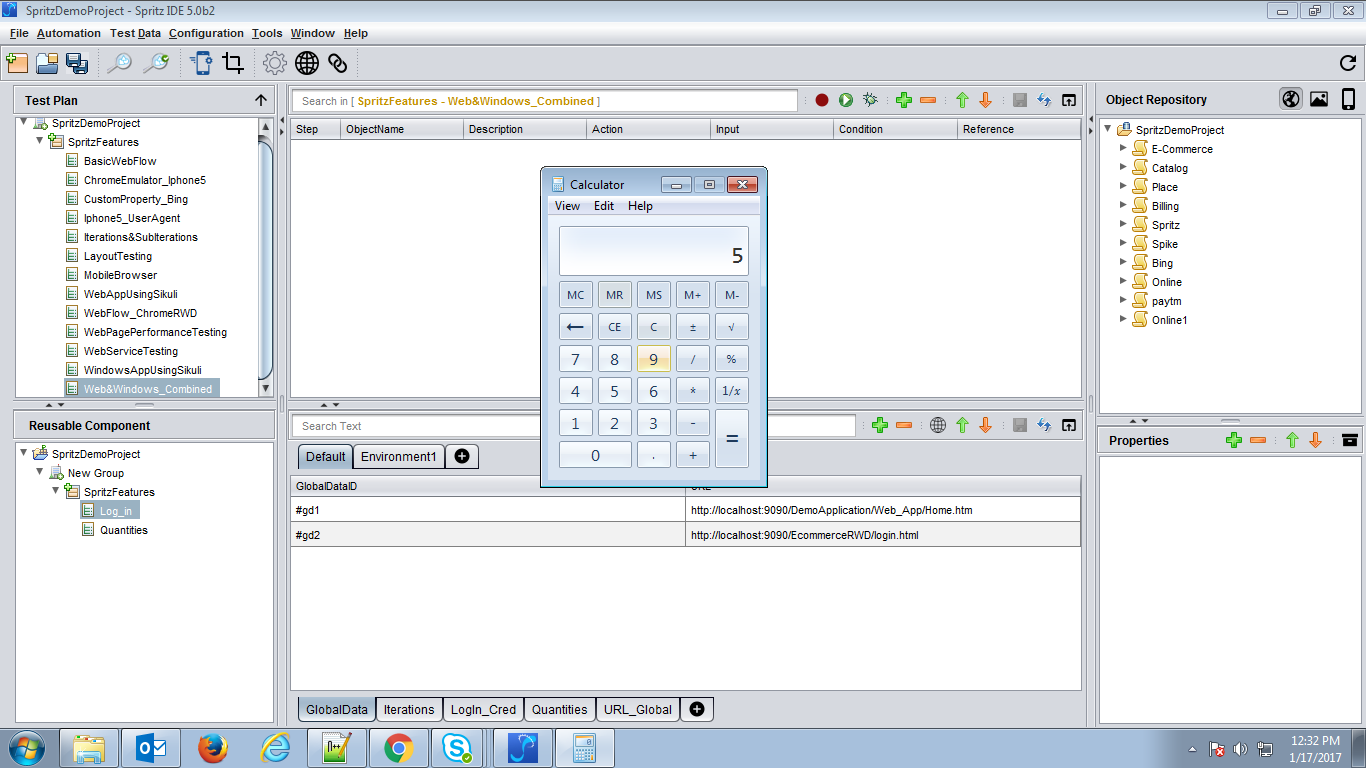 SpritzDemoProject - Spritz IDE 5.0b2
File Automation Test Data Configuration Tools Window Help
Test Plan
SpritzDemoProject
SpritzFeatures
BasicWebFlow
ChromeEmulator_Iphone5
CustomProperty_Bing
Iphone5_UserAgent
Iterations&SubIterations
LayoutTesting
MobileBrowser
WebAppUsingSikuli
WebFlow_ChromeRWD
WebPagePerformanceTesting
WebServiceTesting
WindowsAppUsingSikuli
Web&Windows_Combined
Reusable Component
SpritzDemoProject
New Group
SpritzFeatures
Log_in
Quantities
Search in [ SpritzFeatures - Web&Windows_Combined ]
Step ObjectName Description Action Input Condition Reference
Calculator
View Edit Help
5
MC MR MS M+ M-
← CE C ± √
7 8 9 / %
4 5 6 * 1/x
1 2 3 - =
0 . +
Search Text
Default Environment1
GlobalDataID URL
#gd1 http://localhost:9090/DemoApplication/Web_App/Home.htm
#gd2 http://localhost:9090/EcommerceRWD/login.html
GlobalData Iterations LogIn_Cred Quantities URL_Global
Object Repository
SpritzDemoProject
E-Commerce
Catalog
Place
Billing
Spritz
Spike
Bing
Online
paytm
Online1
Properties
12:32 PM
1/17/2017